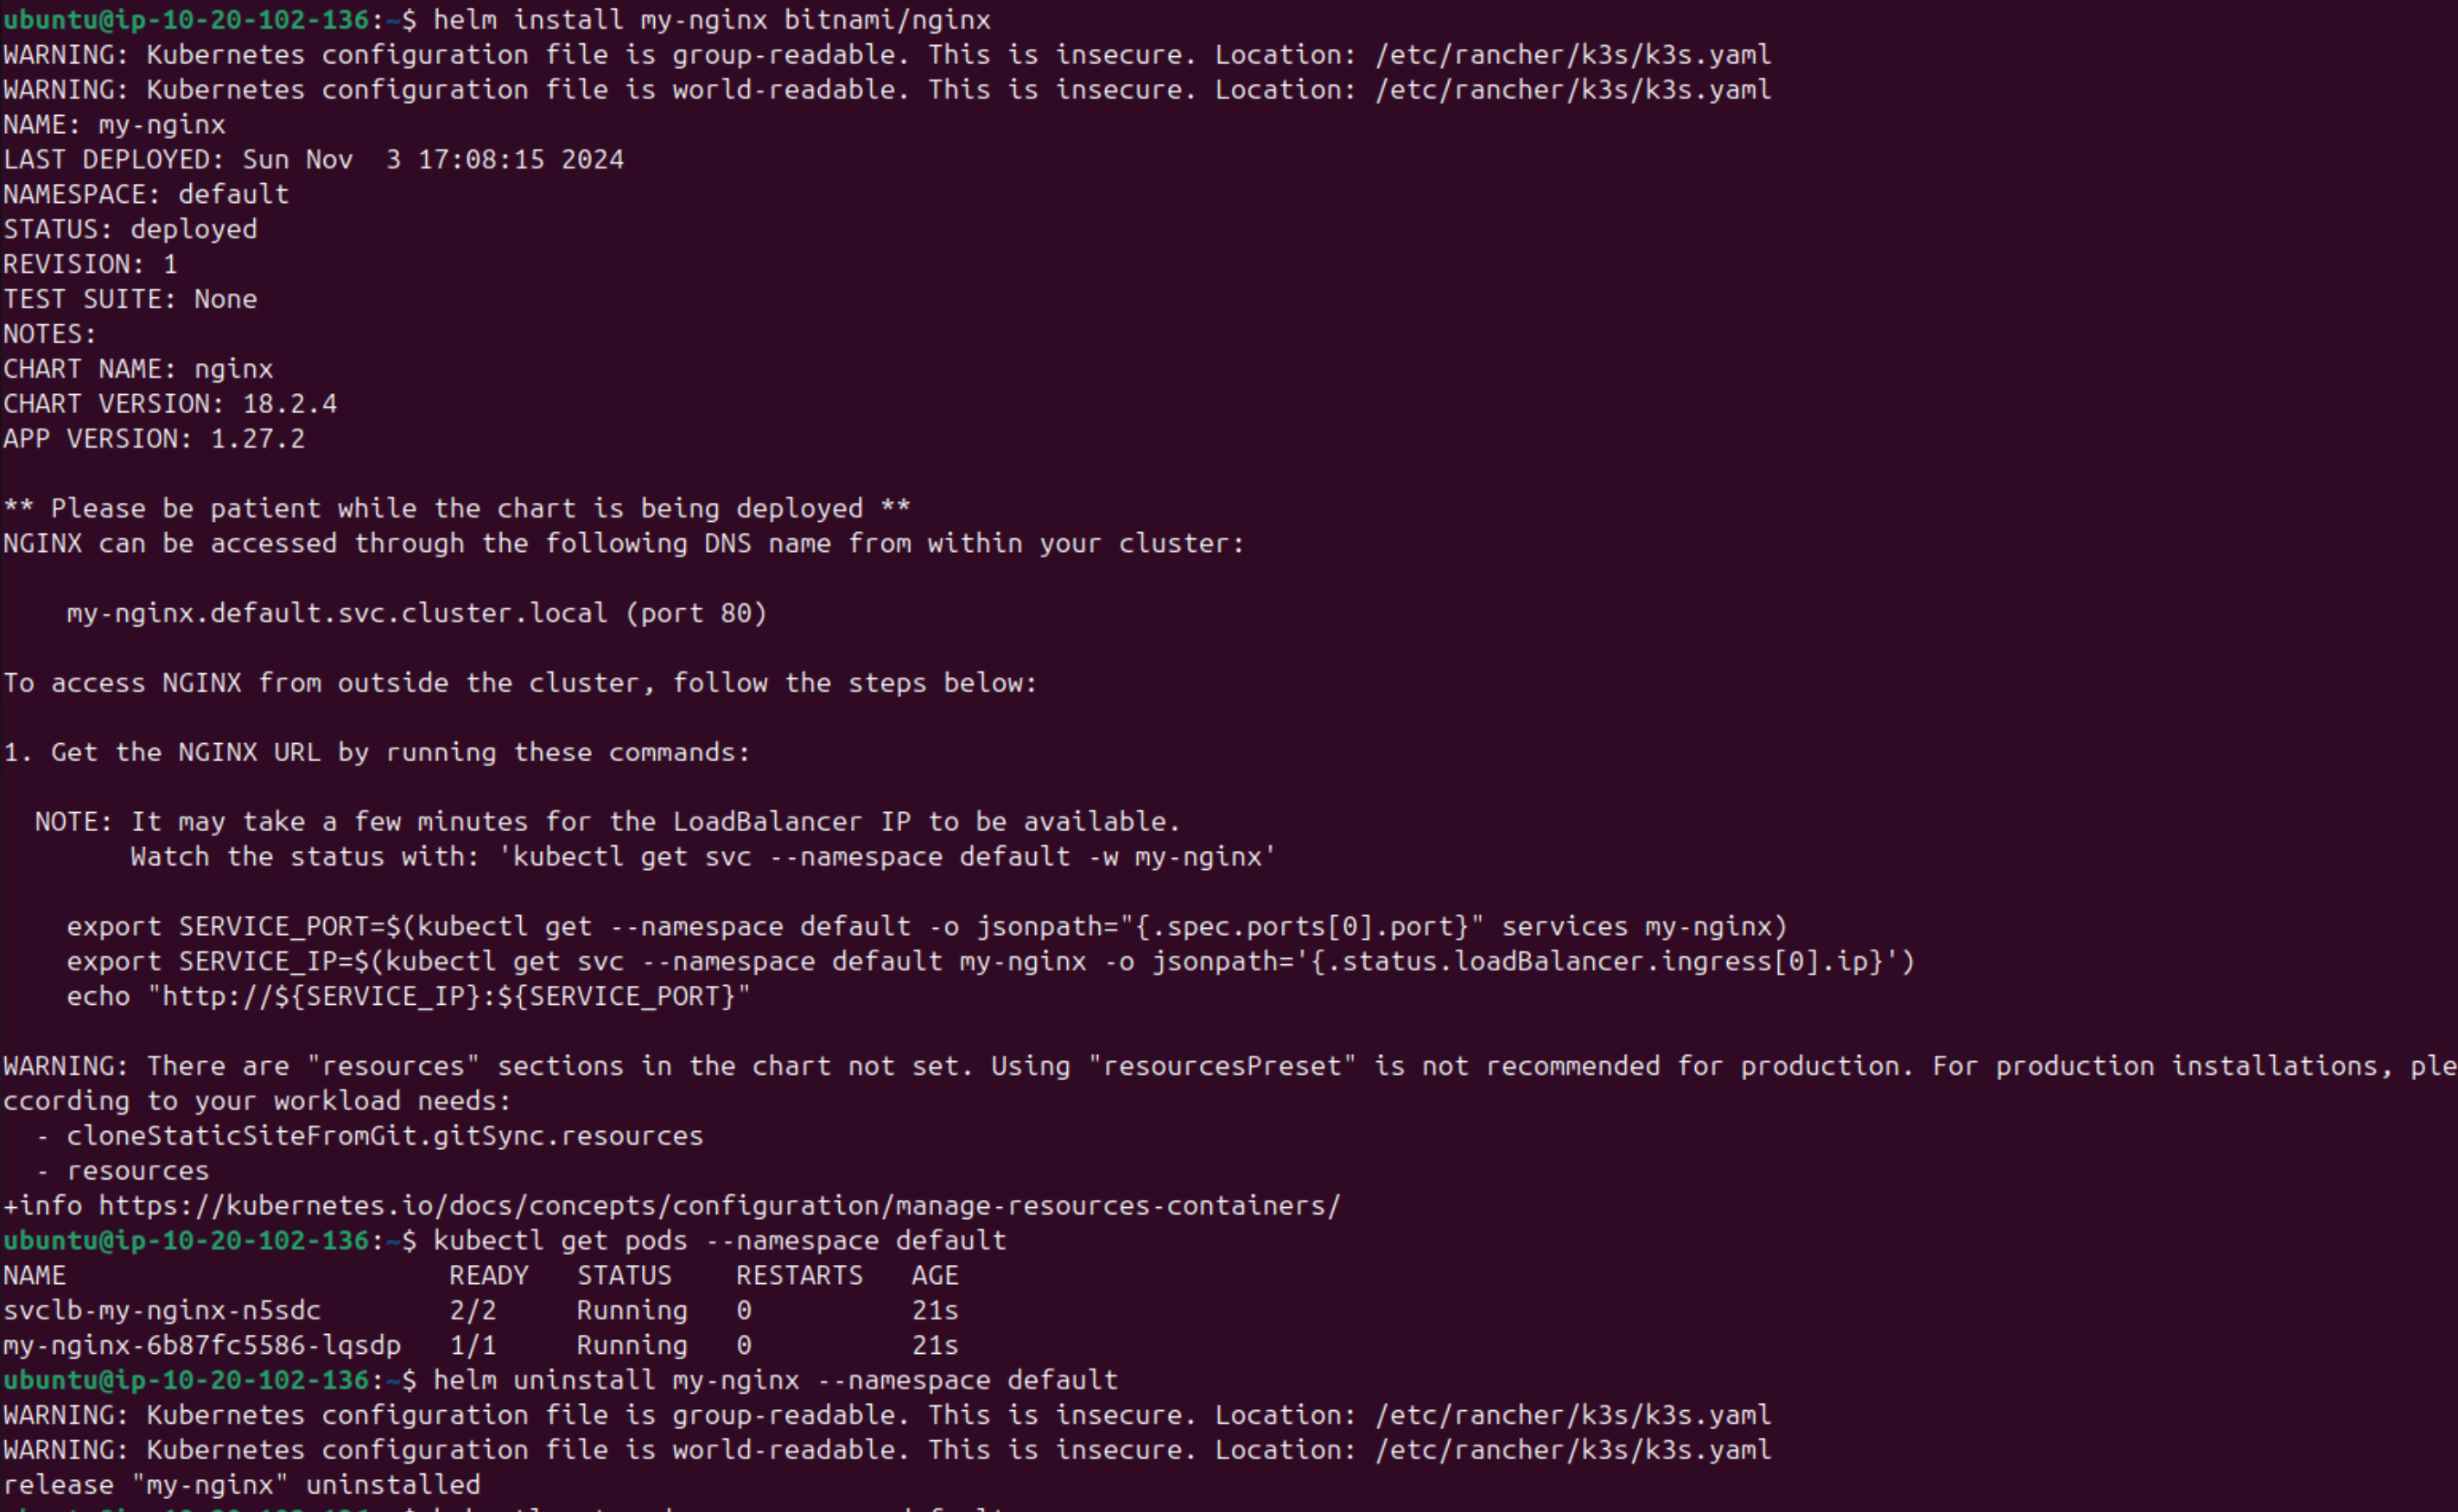 ubuntu@ip-10-20-102-136:~$ helm install my-nginx bitnami/nginx
WARNING: Kubernetes configuration file is group-readable. This is insecure. Location: /etc/rancher/k3s/k3s.yaml
WARNING: Kubernetes configuration file is world-readable. This is insecure. Location: /etc/rancher/k3s/k3s.yaml
NAME: my-nginx
LAST DEPLOYED: Sun Nov  3 17:08:15 2024
NAMESPACE: default
STATUS: deployed
REVISION: 1
TEST SUITE: None
NOTES:
CHART NAME: nginx
CHART VERSION: 18.2.4
APP VERSION: 1.27.2
** Please be patient while the chart is being deployed **
NGINX can be accessed through the following DNS name from within your cluster:
    my-nginx.default.svc.cluster.local (port 80)
To access NGINX from outside the cluster, follow the steps below:
1. Get the NGINX URL by running these commands:
  NOTE: It may take a few minutes for the LoadBalancer IP to be available.
        Watch the status with: 'kubectl get svc --namespace default -w my-nginx'
    export SERVICE_PORT=$(kubectl get --namespace default -o jsonpath="{.spec.ports[0].port}" services my-nginx)
    export SERVICE_IP=$(kubectl get svc --namespace default my-nginx -o jsonpath='{.status.loadBalancer.ingress[0].ip}')
    echo "http://${SERVICE_IP}:${SERVICE_PORT}"
WARNING: There are "resources" sections in the chart not set. Using "resourcesPreset" is not recommended for production. For production installations, ple
ccording to your workload needs:
  - cloneStaticSiteFromGit.gitSync.resources
  - resources
+info https://kubernetes.io/docs/concepts/configuration/manage-resources-containers/
ubuntu@ip-10-20-102-136:~$ kubectl get pods --namespace default
NAME                        READY   STATUS    RESTARTS   AGE
svclb-my-nginx-n5sdc        2/2     Running   0          21s
my-nginx-6b87fc5586-lqsdp   1/1     Running   0          21s
ubuntu@ip-10-20-102-136:~$ helm uninstall my-nginx --namespace default
WARNING: Kubernetes configuration file is group-readable. This is insecure. Location: /etc/rancher/k3s/k3s.yaml
WARNING: Kubernetes configuration file is world-readable. This is insecure. Location: /etc/rancher/k3s/k3s.yaml
release "my-nginx" uninstalled